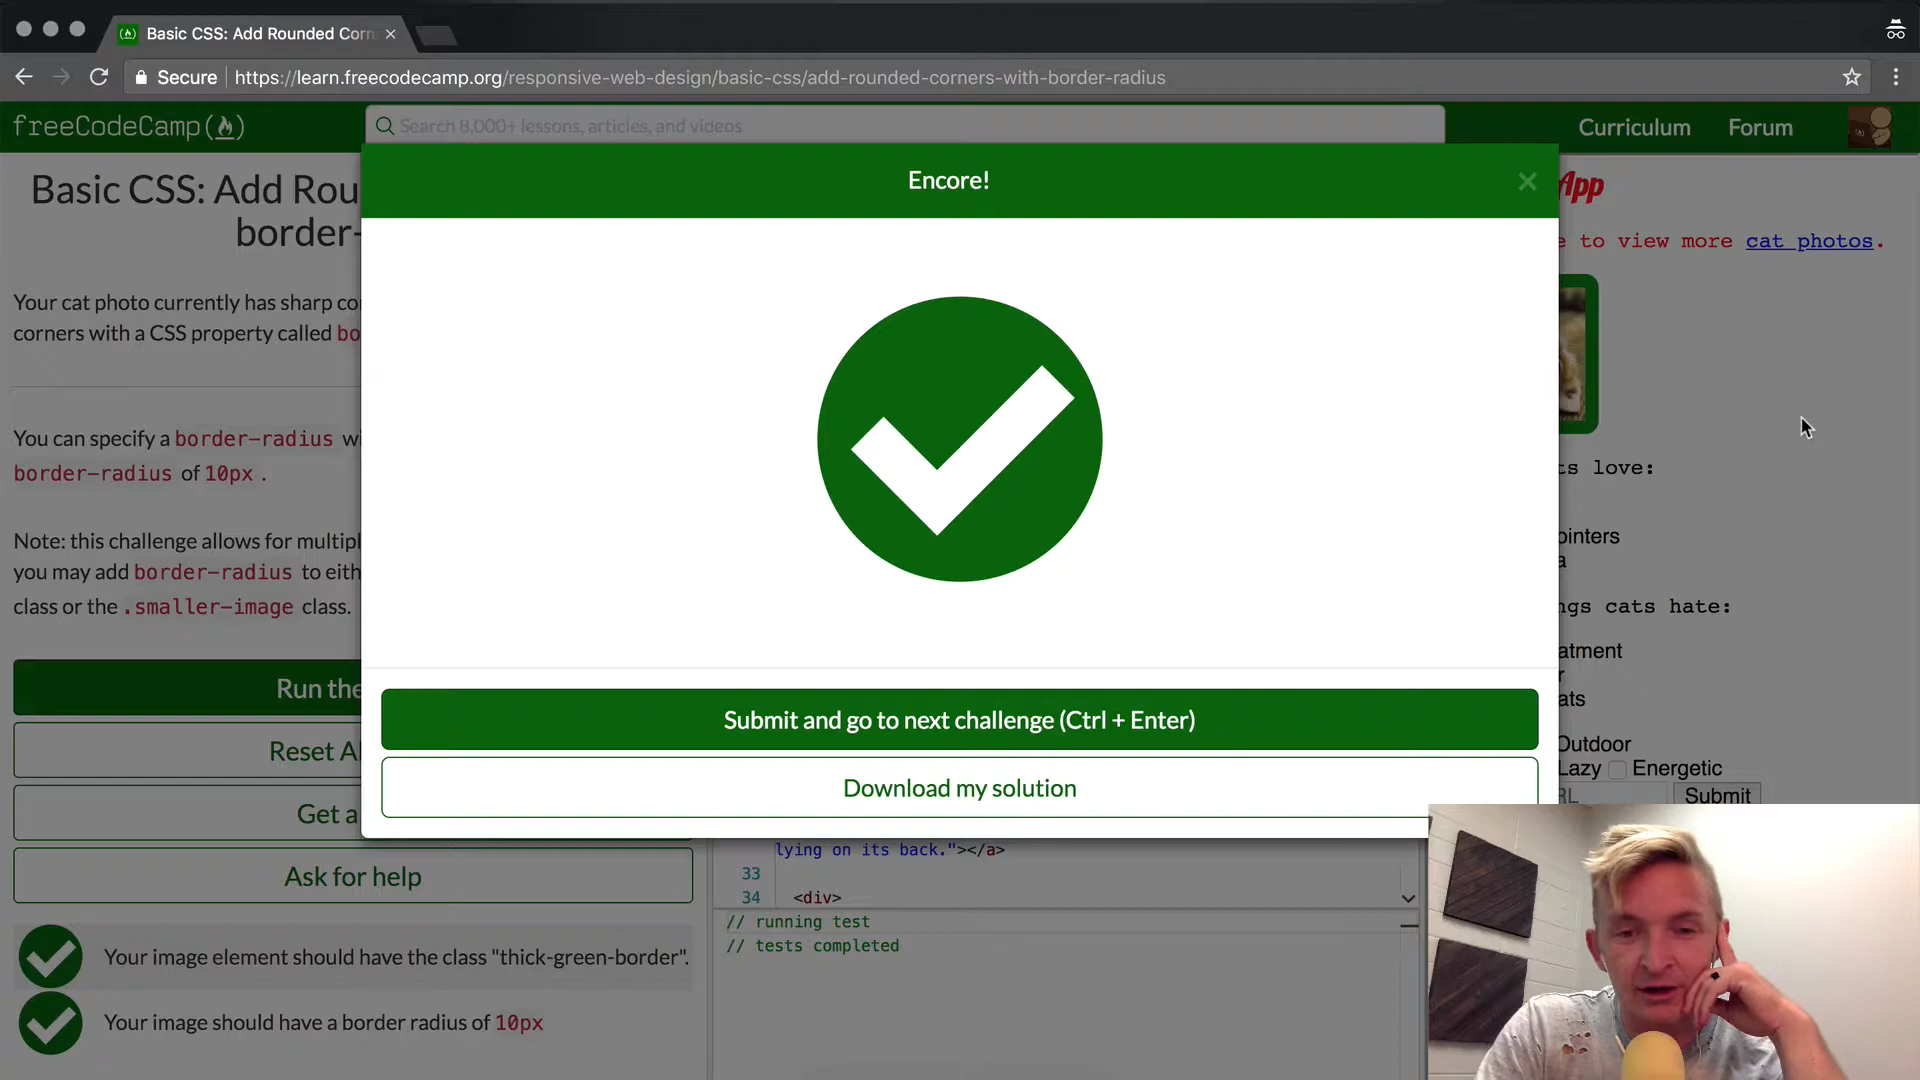 Basic CSS: Add Rounded Corn
Secure https://learn.freecodecamp.org/responsive-web-design/basic-css/add-rounded-corners-with-border-radius
freeCodeCamp
Search 8,000+ lessons, articles, and videos
Curriculum
Forum
Basic CSS: Add Rou
border-
Your cat photo currently has sharp co
corners with a CSS property called bo
You can specify a border-radius wi
border-radius of 10px .
Note: this challenge allows for multipl
you may add border-radius to eith
class or the .smaller-image class.
Run the
Reset Al
Get a
Ask for help
Your image element should have the class "thick-green-border".
Your image should have a border radius of 10px
Encore!
Submit and go to next challenge (Ctrl + Enter)
Download my solution
lying on its back."></a>
33
34 <div>
// running test
// tests completed
App
e to view more cat photos.
ts love:
ointers
a
ngs cats hate:
atment
r
ats
Outdoor
Lazy Energetic
RL Submit